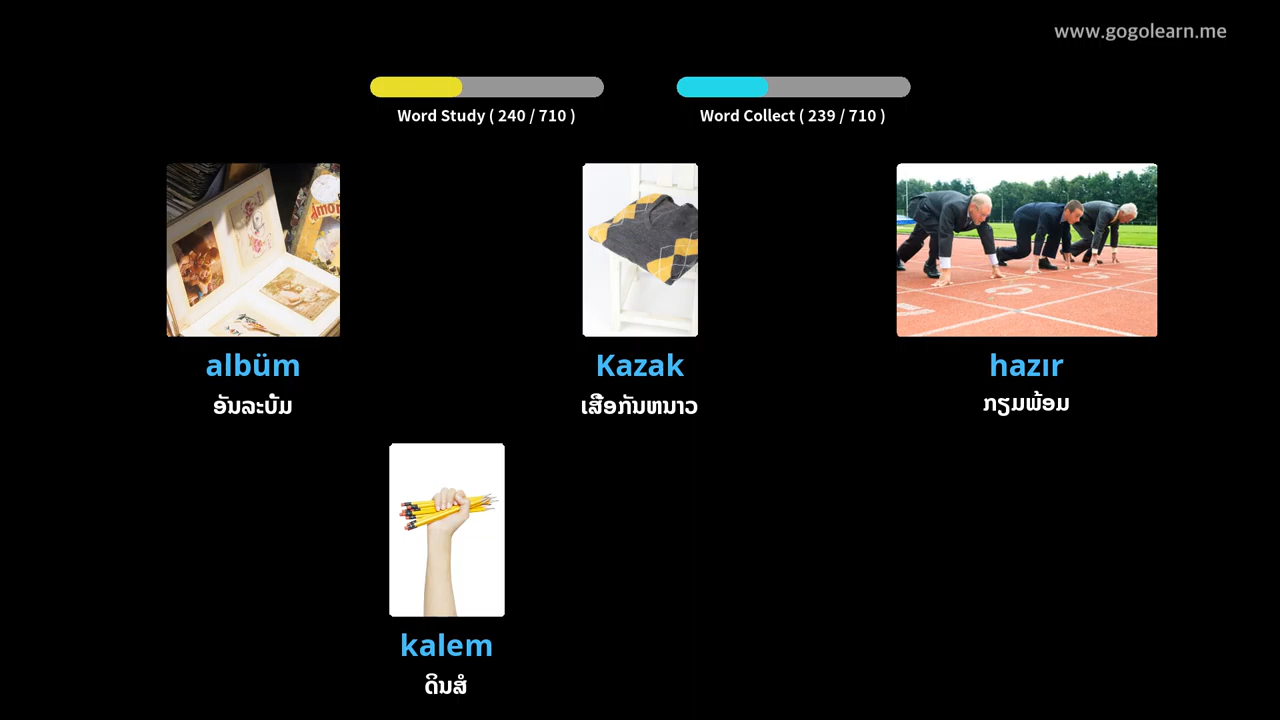 www.gogolearn.me
Word Study ( 240 / 710 )
Word Collect ( 239 / 710 )
albüm
ອັນລະບັ້ມ
Kazak
ເສື້ອກັນຫນາວ
hazır
ກຽມພ້ອມ
kalem
ດິນສໍ